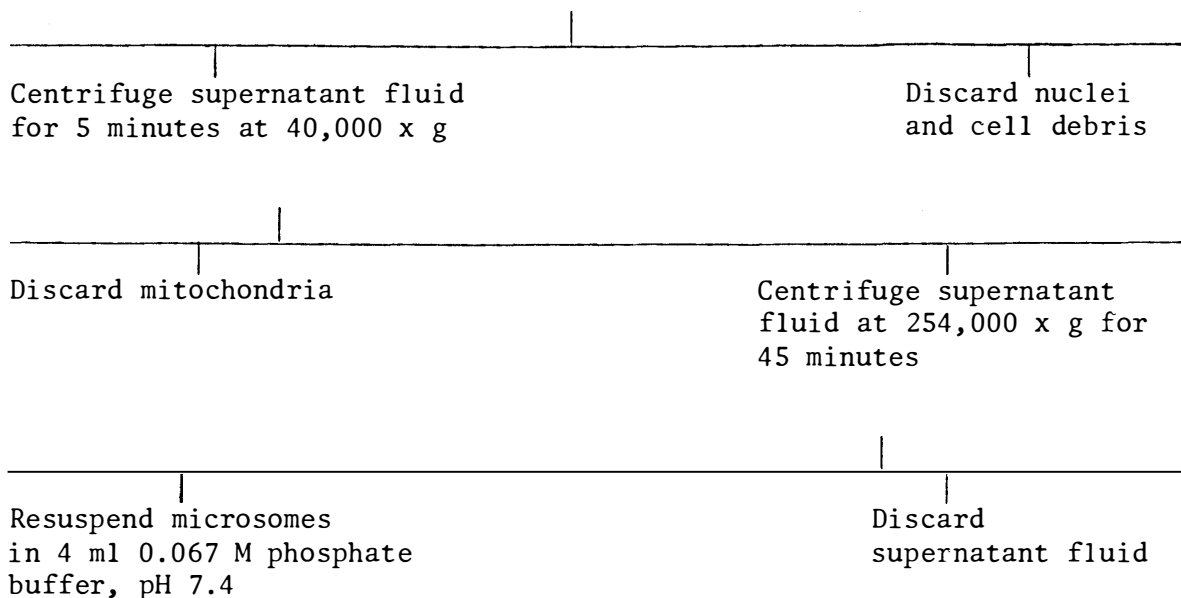 Centrifuge supernatant fluid
for 5 minutes at 40,000 x g
Discard nuclei
and cell debris
Discard mitochondria
Centrifuge supernatant
fluid at 254,000 x g for
45 minutes
Resuspend microsomes
in 4 ml 0.067 M phosphate
buffer, pH 7.4
Discard
supernatant fluid